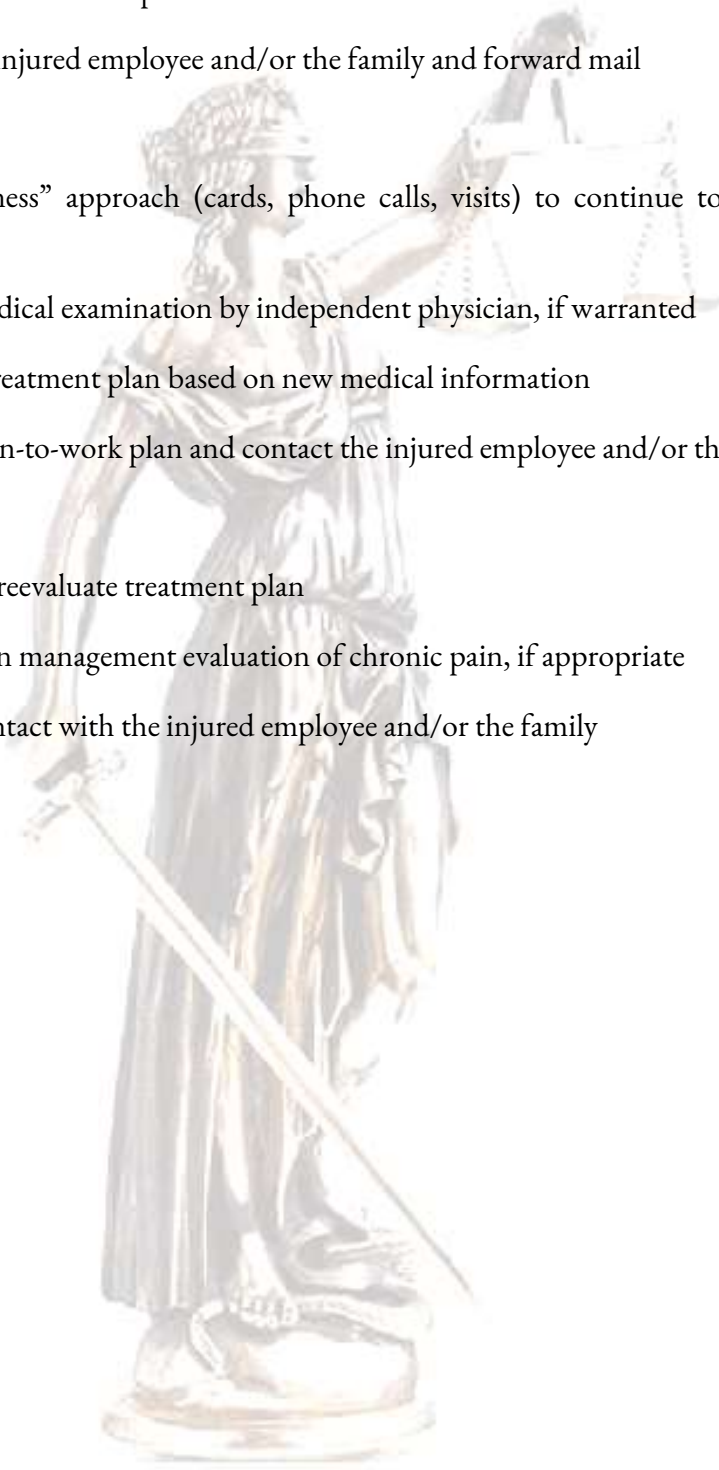 injured employee and/or the family and forward mail
ness” approach (cards, phone calls, visits) to continue to
dical examination by independent physician, if warranted
reatment plan based on new medical information
n-to-work plan and contact the injured employee and/or th
reevaluate treatment plan
n management evaluation of chronic pain, if appropriate
ntact with the injured employee and/or the family